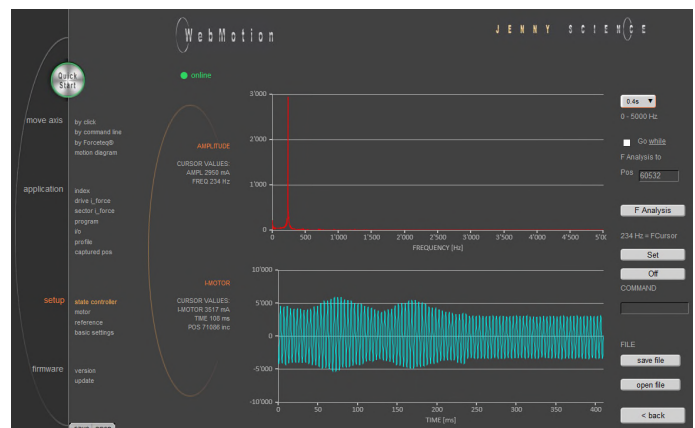 WebMotion
JENNY SCIENCE
Quick
Start
online
move axis
by click
by command line
by Forceteq®
motion diagram
application
index
drive i_force
sector i_force
program
i/o
profile
captured pos
setup
state controller
motor
reference
basic settings
firmware
version
update
AMPLITUDE
CURSOR VALUES:
AMPL 2950 mA
FREQ 234 Hz
3'000
2'000
1'000
0
0 500 1'000 1'500 2'000 2'500 3'000 3'500 4'000 4'500 5'0(
FREQUENCY [Hz]
I-MOTOR
CURSOR VALUES:
I-MOTOR 3517 mA
TIME 108 ms
POS 71086 inc
10'000
5'000
0
-5'000
-10'000
0 50 100 150 200 250 300 350 400
TIME [ms]
0.4s ▼
0 - 5000 Hz
Go while
F Analysis to
Pos 60532
F Analysis
234 Hz = FCursor
Set
Off
COMMAND
FILE
save file
open file
< back